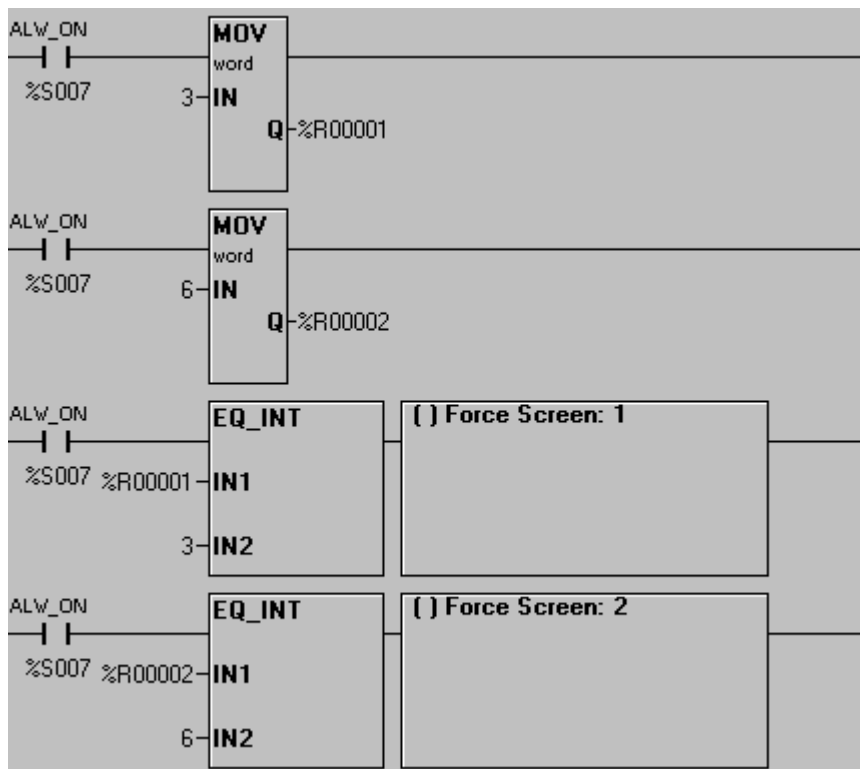 ALW_ON
MOV
word
%S007
3
IN
Q
%R00001
ALW_ON
MOV
word
%S007
6
IN
Q
%R00002
ALW_ON
EQ_INT
( ) Force Screen: 1
%S007
%R00001
IN1
3
IN2
ALW_ON
EQ_INT
( ) Force Screen: 2
%S007
%R00002
IN1
6
IN2